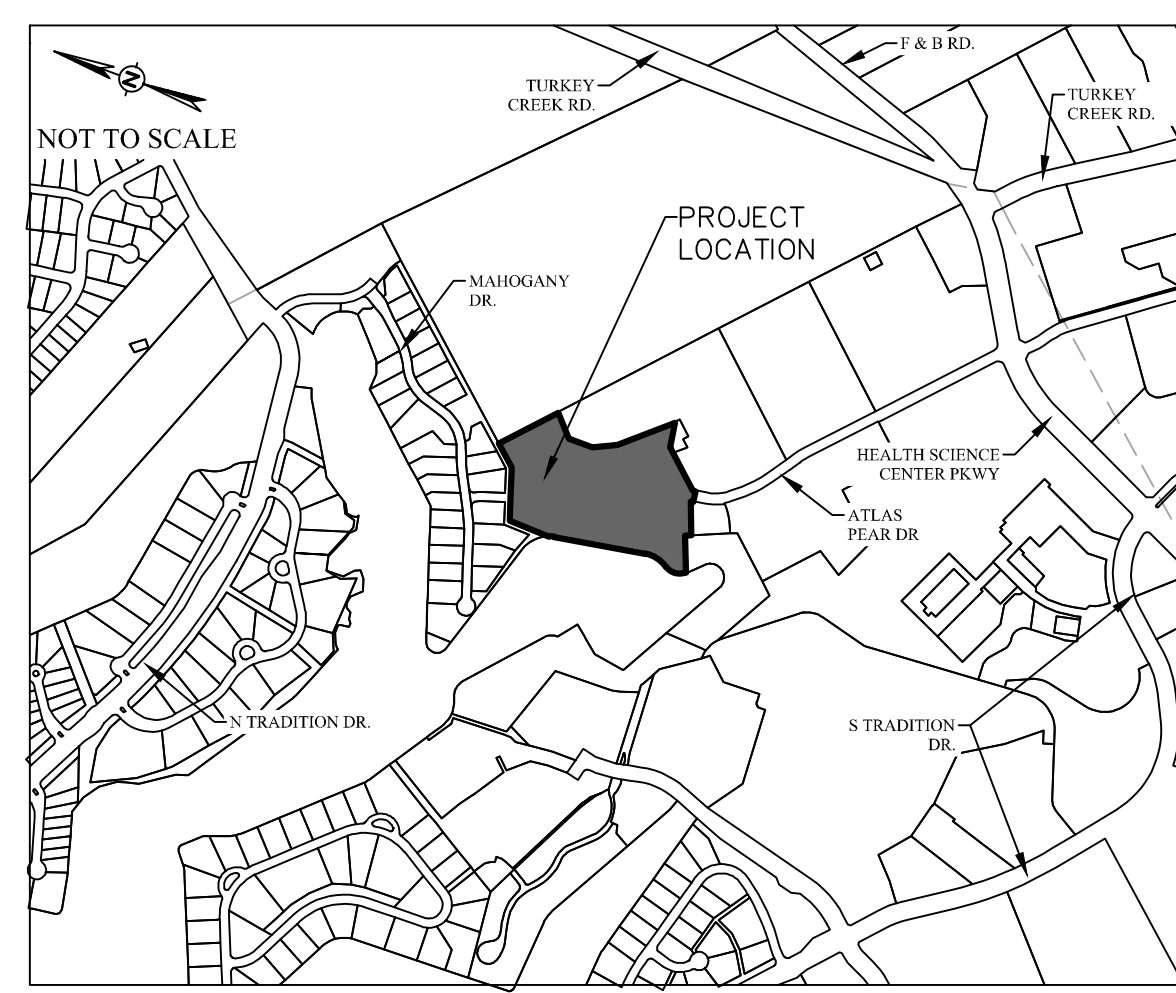 F & B RD.
TURKEY
CREEK RD.
TURKEY
CREEK RD.
N
NOT TO SCALE
PROJECT
LOCATION
MAHOGANY
DR.
HEALTH SCIENCE
CENTER PKWY
ATLAS
PEAR DR
N TRADITION DR.
S TRADITION
DR.